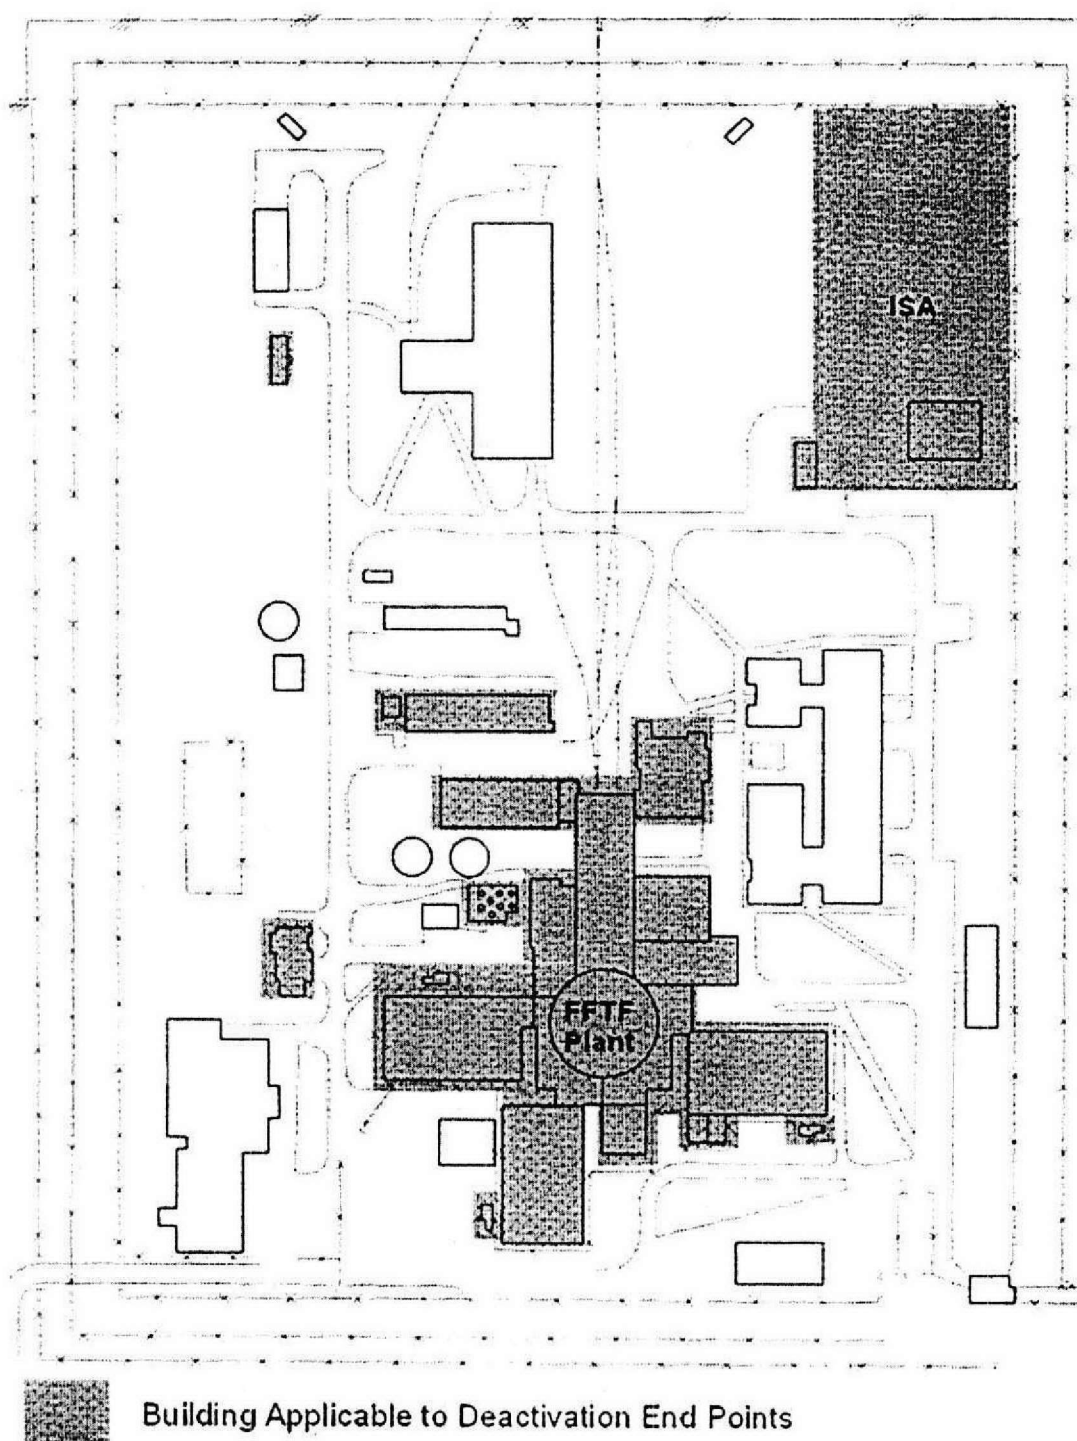 ISA
FFTF
Plant
Building Applicable to Deactivation End Points